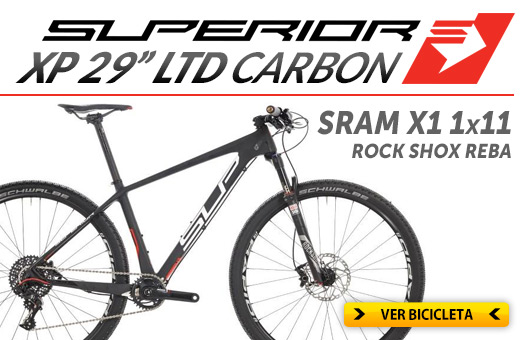 SUPERIOR
XP 29” LTD CARBON
SRAM X1 1x11
ROCK SHOX REBA
SCHWALBE
SCHWALBE
SUP
VER BICICLETA